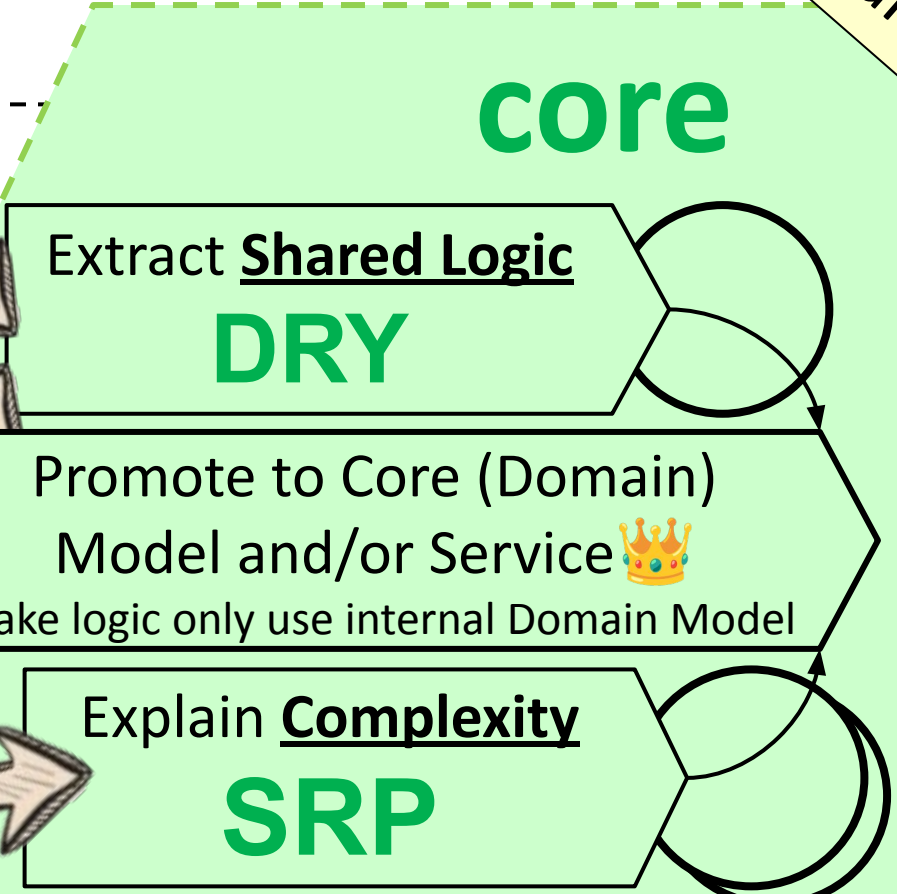 core
Extract Shared Logic
DRY
Promote to Core (Domain)
Model and/or Service👑
logic only use internal Domain Model
Explain Complexity
SRP